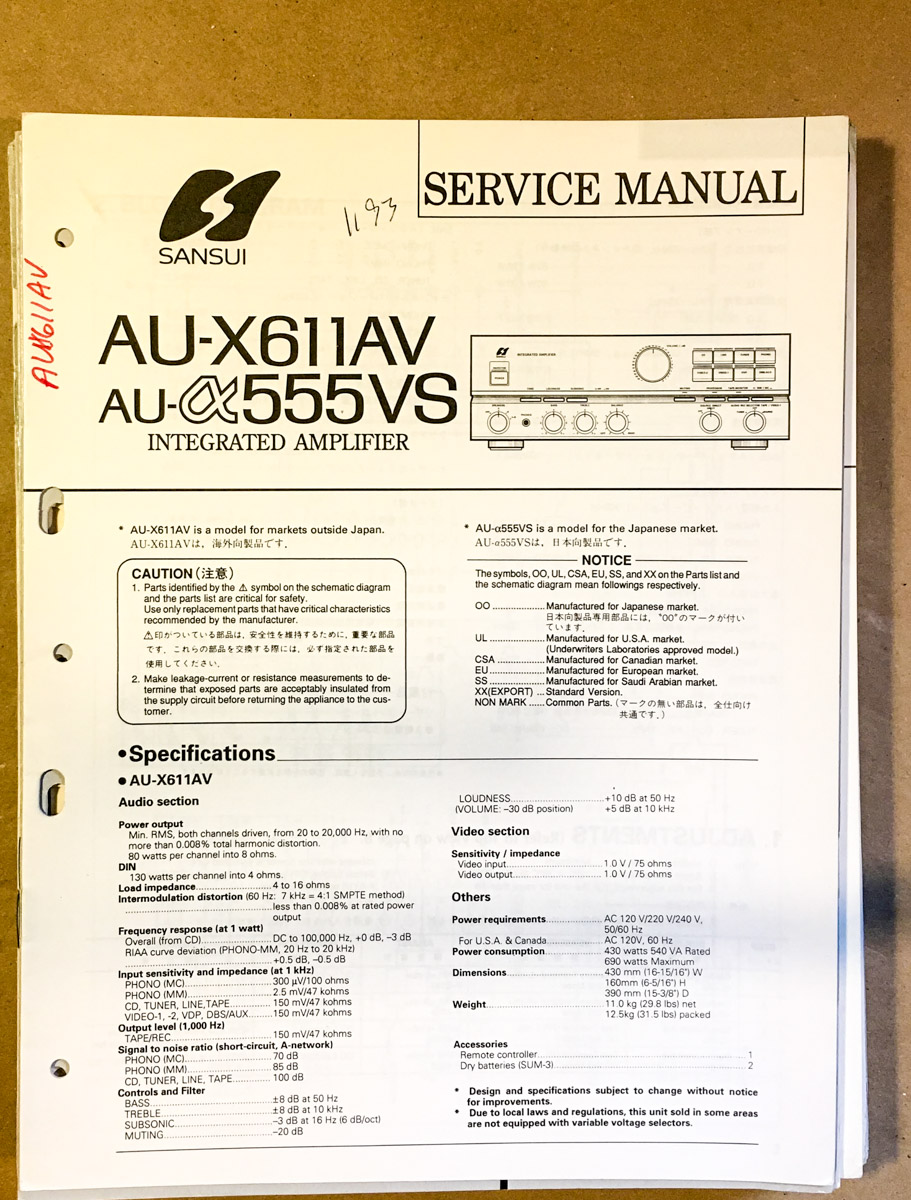 SERVICE MANUAL
SANSUI
1193
AU-X611AV
AU-X611AV
AU-α555VS
INTEGRATED AMPLIFIER
* AU-X611AV is a model for markets outside Japan.
AU-X611AVは，海外向製品です．
* AU-α555VS is a model for the Japanese market.
AU-α555VSは，日本向製品です．
CAUTION(注意)
1. Parts identified by the ⚠ symbol on the schematic diagram
and the parts list are critical for safety.
Use only replacement parts that have critical characteristics
recommended by the manufacturer.
⚠印がついている部品は，安全性を維持するために，重要な部品
です．これらの部品を交換する際には，必ず指定された部品を
使用してください．
2. Make leakage-current or resistance measurements to de-
termine that exposed parts are acceptably insulated from
the supply circuit before returning the appliance to the cus-
tomer.
NOTICE
The symbols, OO, UL, CSA, EU, SS, and XX on the Parts list and
the schematic diagram mean followings respectively.
OO ..................... Manufactured for Japanese market.
日本向製品専用部品には，"00"のマークが付い
ています．
UL ...................... Manufactured for U.S.A. market.
(Underwriters Laboratories approved model.)
CSA ................... Manufactured for Canadian market.
EU ...................... Manufactured for European market.
SS ...................... Manufactured for Saudi Arabian market.
XX(EXPORT) ... Standard Version.
NON MARK ...... Common Parts. (マークの無い部品は，全仕向け
共通です．)
•Specifications
• AU-X611AV
Audio section
Power output
Min. RMS, both channels driven, from 20 to 20,000 Hz, with no
more than 0.008% total harmonic distortion.
80 watts per channel into 8 ohms.
DIN
130 watts per channel into 4 ohms.
Load impedance........................4 to 16 ohms
Intermodulation distortion (60 Hz: 7 kHz = 4:1 SMPTE method)
..............................................less than 0.008% at rated power
output
Frequency response (at 1 watt)
Overall (from CD)......................DC to 100,000 Hz, +0 dB, –3 dB
RIAA curve deviation (PHONO-MM, 20 Hz to 20 kHz)
..............................................+0.5 dB, –0.5 dB
Input sensitivity and impedance (at 1 kHz)
PHONO (MC)............................300 μV/100 ohms
PHONO (MM)...........................2.5 mV/47 kohms
CD, TUNER, LINE,TAPE.............150 mV/47 kohms
VIDEO-1, -2, VDP, DBS/AUX........150 mV/47 kohms
Output level (1,000 Hz)
TAPE/REC................................150 mV/47 kohms
Signal to noise ratio (short-circuit, A-network)
PHONO (MC)............................70 dB
PHONO (MM)...........................85 dB
CD, TUNER, LINE, TAPE............100 dB
Controls and Filter
BASS.......................................±8 dB at 50 Hz
TREBLE...................................±8 dB at 10 kHz
SUBSONIC...............................–3 dB at 16 Hz (6 dB/oct)
MUTING..................................–20 dB
LOUDNESS..............................+10 dB at 50 Hz
(VOLUME: –30 dB position) +5 dB at 10 kHz
Video section
Sensitivity / impedance
Video input...............................1.0 V / 75 ohms
Video output.............................1.0 V / 75 ohms
Others
Power requirements...................AC 120 V/220 V/240 V,
50/60 Hz
For U.S.A. & Canada..................AC 120V, 60 Hz
Power consumption...................430 watts 540 VA Rated
690 watts Maximum
Dimensions..............................430 mm (16-15/16") W
160mm (6-5/16") H
390 mm (15-3/8") D
Weight.....................................11.0 kg (29.8 lbs) net
12.5kg (31.5 lbs) packed
Accessories
Remote controller................................................................1
Dry batteries (SUM-3)..........................................................2
* Design and specifications subject to change without notice
for improvements.
* Due to local laws and regulations, this unit sold in some areas
are not equipped with variable voltage selectors.